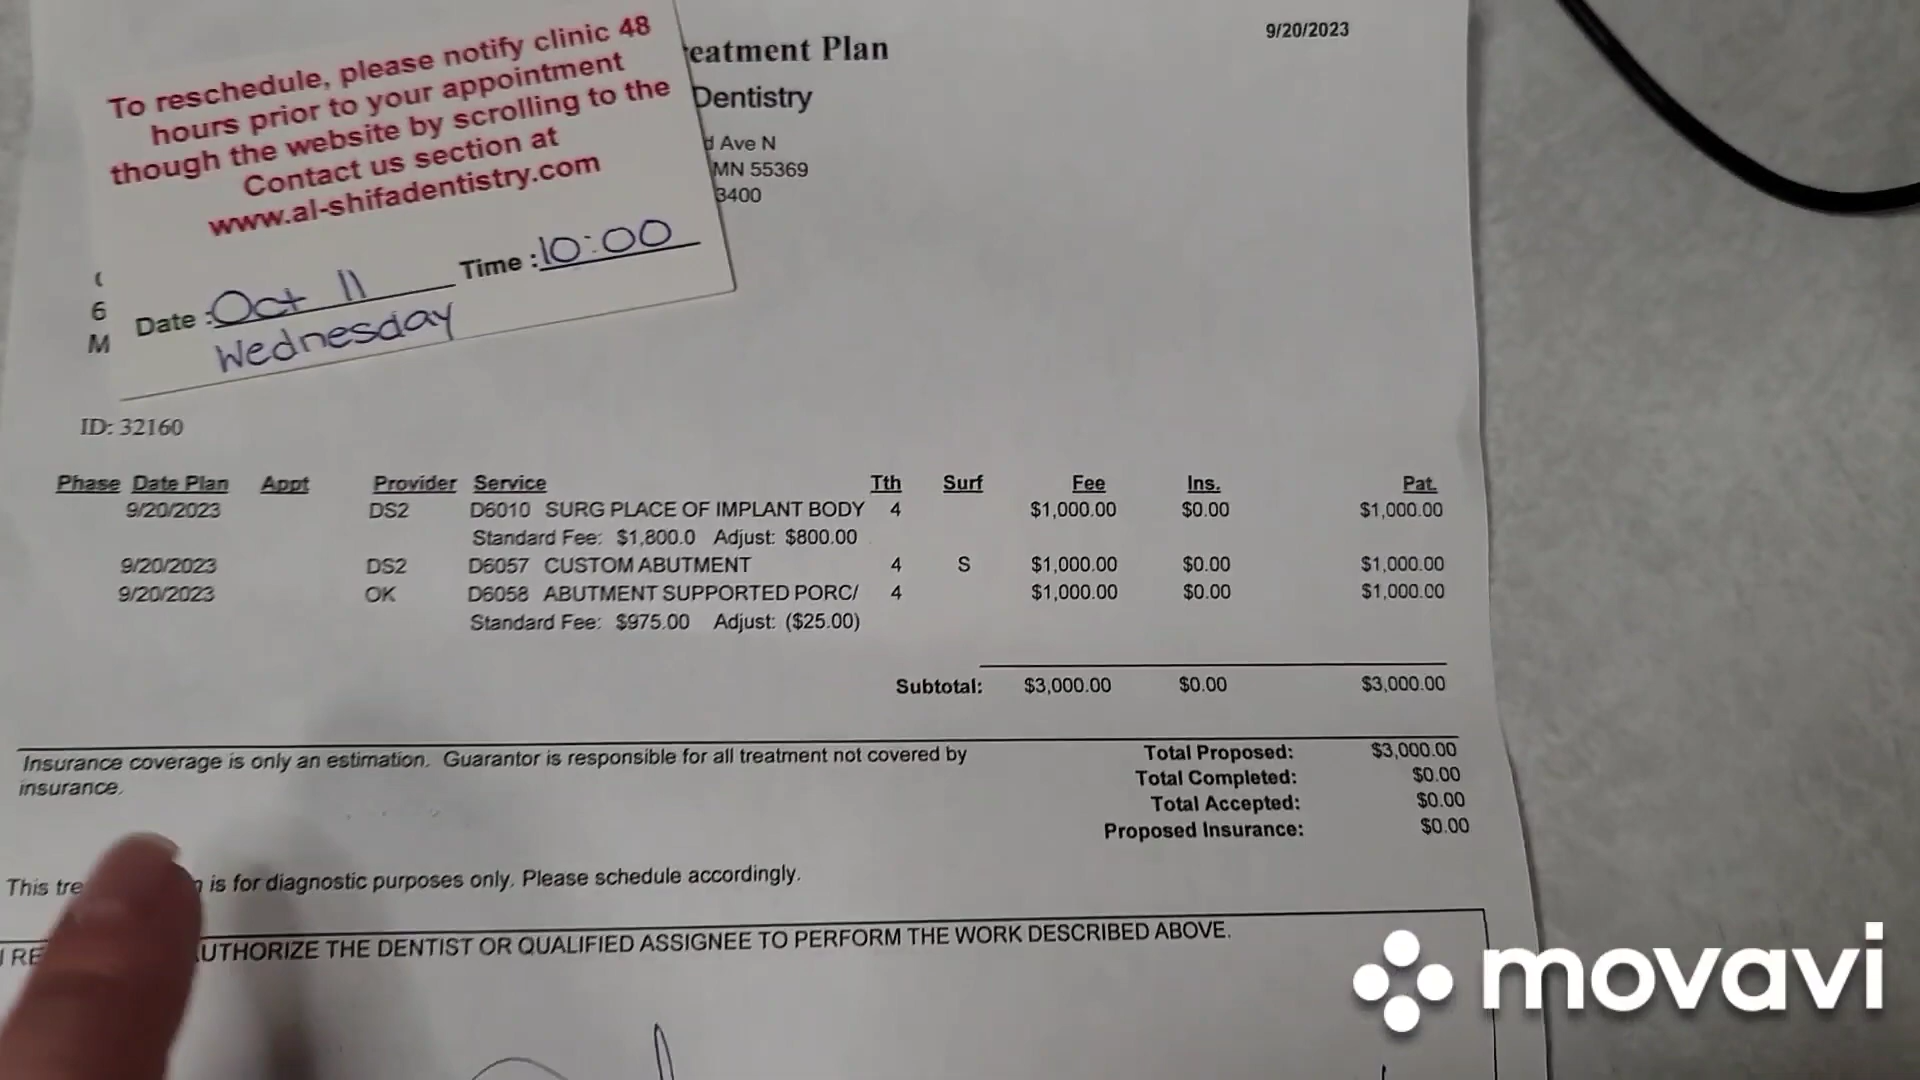 9/20/2023
eatment Plan
Dentistry
d Ave N
MN 55369
3400
To reschedule, please notify clinic 48
hours prior to your appointment
though the website by scrolling to the
Contact us section at
www.al-shifadentistry.com
Date : Oct 11 Time : 10:00
Wednesday
6
M
ID: 32160
Phase Date Plan Appt Provider Service Tth Surf Fee Ins. Pat.
9/20/2023 DS2 D6010 SURG PLACE OF IMPLANT BODY 4 $1,000.00 $0.00 $1,000.00
Standard Fee: $1,800.0 Adjust: $800.00
9/20/2023 DS2 D6057 CUSTOM ABUTMENT 4 S $1,000.00 $0.00 $1,000.00
9/20/2023 OK D6058 ABUTMENT SUPPORTED PORC/ 4 $1,000.00 $0.00 $1,000.00
Standard Fee: $975.00 Adjust: ($25.00)
Subtotal: $3,000.00 $0.00 $3,000.00
Insurance coverage is only an estimation. Guarantor is responsible for all treatment not covered by
insurance.
Total Proposed: $3,000.00
Total Completed: $0.00
Total Accepted: $0.00
Proposed Insurance: $0.00
This tre n is for diagnostic purposes only. Please schedule accordingly.
I RE UTHORIZE THE DENTIST OR QUALIFIED ASSIGNEE TO PERFORM THE WORK DESCRIBED ABOVE.
movavi